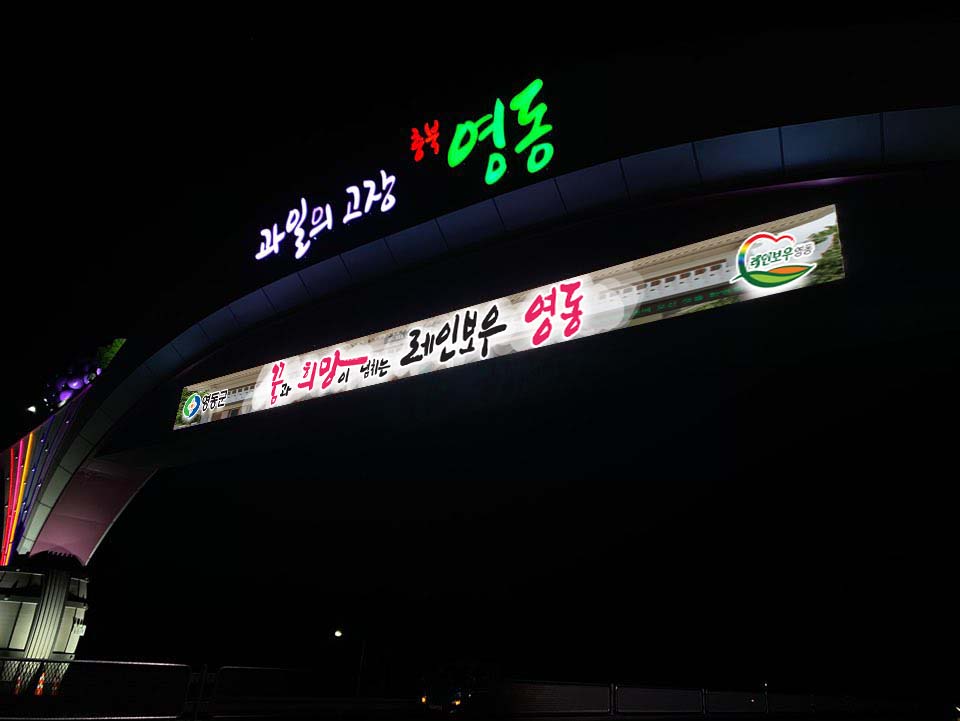 과일의 고장 충북 영동
영동군 꿈과 희망이 넘치는 레인보우 영동 레인보우 영동